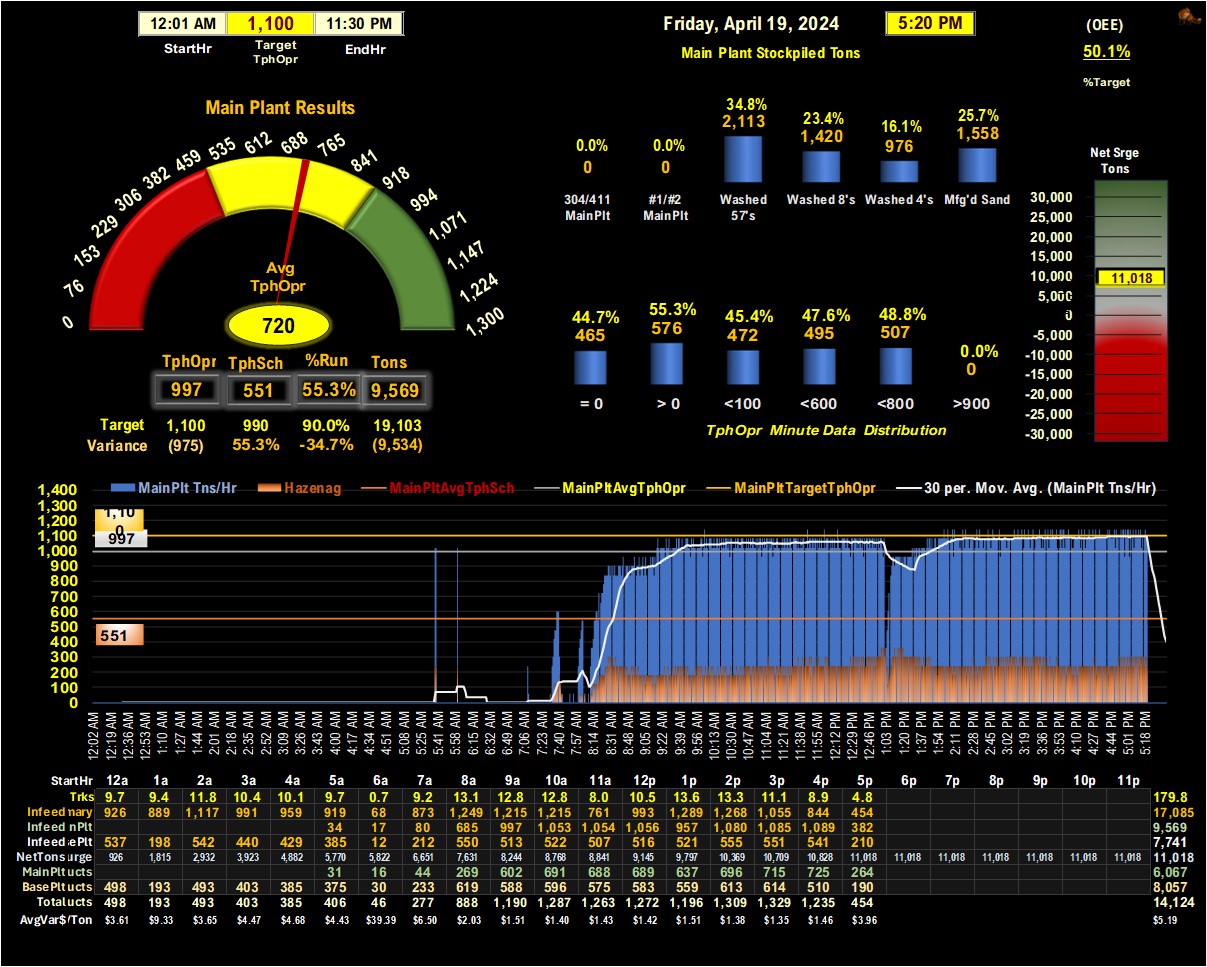 12:01 AM 1,100 11:30 PM
StartHr Target TphOpr EndHr
Friday, April 19, 2024 5:20 PM
Main Plant Stockpiled Tons
(OEE)
50.1%
%Target
Main Plant Results
0 76 153 229 306 382 459 535 612 688 765 841 918 994 1,071 1,147 1,224 1,300
Avg
TphOpr
720
TphOpr TphSch %Run Tons
997 551 55.3% 9,569
Target 1,100 990 90.0% 19,103
Variance (975) 55.3% -34.7% (9,534)
0.0% 0.0% 34.8% 23.4% 16.1% 25.7%
0 0 2,113 1,420 976 1,558
304/411 MainPlt #1/#2 MainPlt Washed 57's Washed 8's Washed 4's Mfg'd Sand
44.7% 55.3% 45.4% 47.6% 48.8% 0.0%
465 576 472 495 507 0
= 0 > 0 <100 <600 <800 >900
TphOpr Minute Data Distribution
Net Srge
Tons
30,000
25,000
20,000
15,000
10,000
11,018
5,000
0
-5,000
-10,000
-15,000
-20,000
-25,000
-30,000
MainPlt Tns/Hr Hazenag MainPltAvgTphSch MainPltAvgTphOpr MainPltTargetTphOpr 30 per. Mov. Avg. (MainPlt Tns/Hr)
1,400
1,300
1,200
1,100
1,000
900
800
700
600
500
400
300
200
100
0
1,100
997
551
12:02 AM 12:19 AM 12:36 AM 12:53 AM 1:10 AM 1:27 AM 1:44 AM 2:01 AM 2:18 AM 2:35 AM 2:52 AM 3:09 AM 3:26 AM 3:43 AM 4:00 AM 4:17 AM 4:34 AM 4:51 AM 5:08 AM 5:25 AM 5:41 AM 5:58 AM 6:15 AM 6:32 AM 6:49 AM 7:06 AM 7:23 AM 7:40 AM 7:57 AM 8:14 AM 8:31 AM 8:48 AM 9:05 AM 9:22 AM 9:39 AM 9:56 AM 10:13 AM 10:30 AM 10:47 AM 11:04 AM 11:21 AM 11:38 AM 11:55 AM 12:12 PM 12:29 PM 12:46 PM 1:03 PM 1:20 PM 1:37 PM 1:54 PM 2:11 PM 2:28 PM 2:45 PM 3:02 PM 3:19 PM 3:36 PM 3:53 PM 4:10 PM 4:27 PM 4:44 PM 5:01 PM 5:18 PM
StartHr 12a 1a 2a 3a 4a 5a 6a 7a 8a 9a 10a 11a 12p 1p 2p 3p 4p 5p 6p 7p 8p 9p 10p 11p
Trks 9.7 9.4 11.8 10.4 10.1 9.7 0.7 9.2 13.1 12.8 12.8 8.0 10.5 13.6 13.3 11.1 8.9 4.8 179.8
Infeed nary 926 889 1,117 991 959 919 68 873 1,249 1,215 1,215 761 993 1,289 1,268 1,055 844 454 17,085
Infeed nPlt 34 17 80 685 997 1,053 1,054 1,056 957 1,080 1,085 1,089 382 9,569
Infeed ePlt 537 198 542 440 429 385 12 212 550 513 522 507 516 521 555 551 541 210 7,741
NetTons urge 926 1,815 2,932 3,923 4,882 5,770 5,822 6,651 7,631 8,244 8,768 8,841 9,145 9,797 10,369 10,709 10,828 11,018 11,018 11,018 11,018 11,018 11,018 11,018 11,018
MainPlt ucts 31 16 44 269 602 691 688 689 637 696 715 725 264 6,067
BasePlt ucts 498 193 493 403 385 375 30 233 619 588 596 575 583 559 613 614 510 190 8,057
Total ucts 498 193 493 403 385 406 46 277 888 1,190 1,287 1,263 1,272 1,196 1,309 1,329 1,235 454 14,124
AvgVar$/Ton $3.61 $9.33 $3.65 $4.47 $4.68 $4.43 $39.39 $6.50 $2.03 $1.51 $1.40 $1.43 $1.42 $1.51 $1.38 $1.35 $1.46 $3.96 $5.19